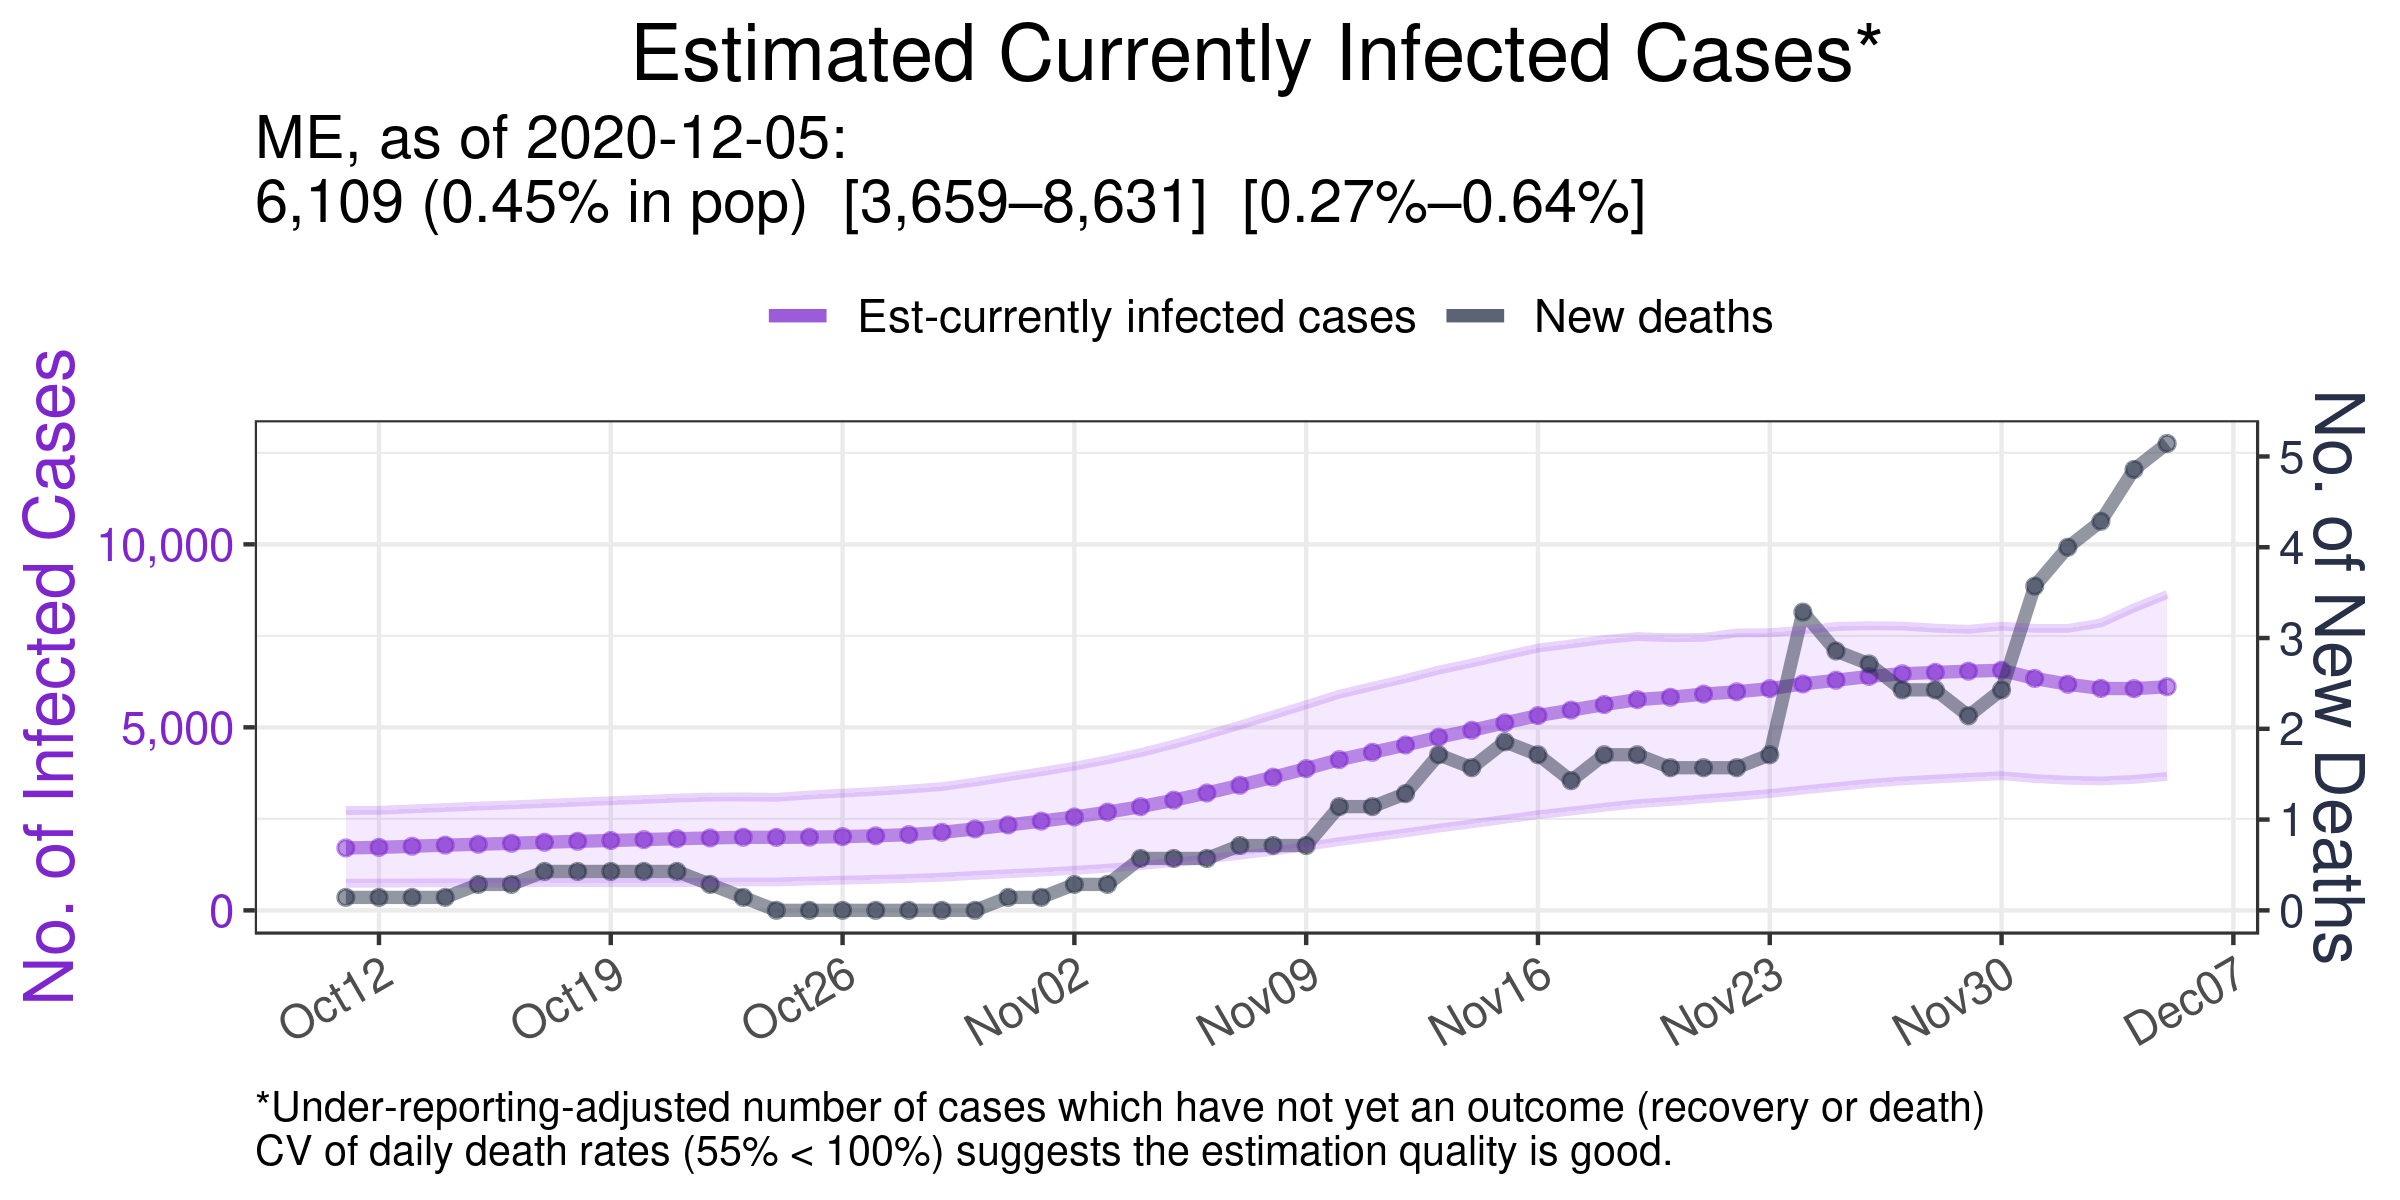 Estimated Currently Infected Cases*
ME, as of 2020-12-05:
6,109 (0.45% in pop)  [3,659–8,631]  [0.27%–0.64%]
Est-currently infected cases
New deaths
No. of Infected Cases
10,000
5,000
0
5
4
3
2
1
0
No. of New Deaths
Oct12
Oct19
Oct26
Nov02
Nov09
Nov16
Nov23
Nov30
Dec07
*Under-reporting-adjusted number of cases which have not yet an outcome (recovery or death)
CV of daily death rates (55% < 100%) suggests the estimation quality is good.